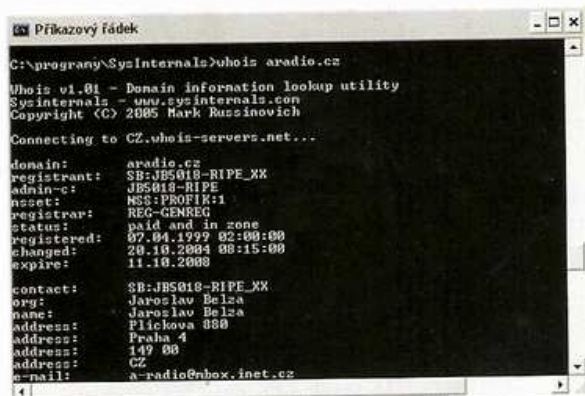 Příkazový řádek
C:\programy\SysInternals>whois aradio.cz
Whois v1.01 - Domain information lookup utility
Sysinternals - www.sysinternals.com
Copyright (C) 2005 Mark Russinovich
Connecting to CZ.whois-servers.net...
domain: aradio.cz
registrant: SB:JB5018-RIPE_XX
admin-c: JB5018-RIPE
nsset: NSS:PROFIK:1
registrar: REG-GENREG
status: paid and in zone
registered: 07.04.1999 02:00:00
changed: 20.10.2004 08:15:00
expire: 11.10.2008
contact: SB:JB5018-RIPE_XX
org: Jaroslav Belza
name: Jaroslav Belza
address: Plickova 880
address: Praha 4
address: 149 00
address: CZ
e-mail: a-radio@mbox.inet.cz